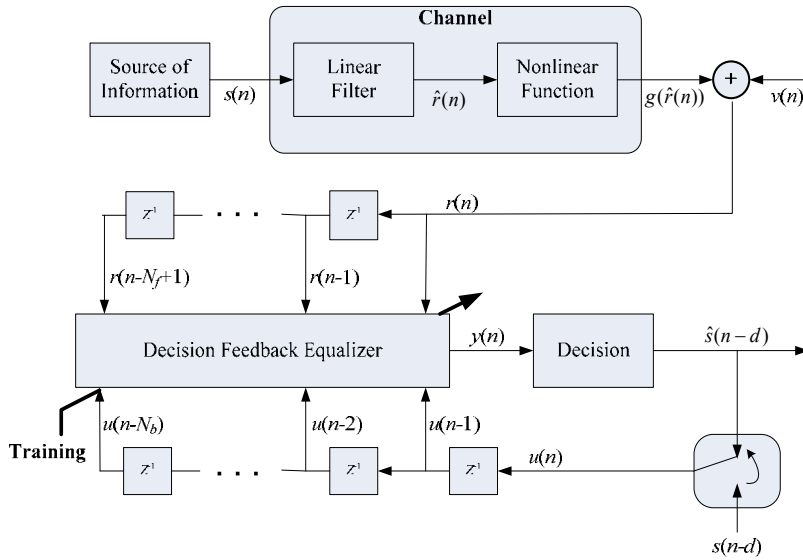 Channel
Source of
Information
s(n)
Linear
Filter
r̂(n)
Nonlinear
Function
g(r̂(n))
+
v(n)
r(n)
Z⁻¹
. . .
Z⁻¹
r(n-N_f+1)
r(n-1)
Decision Feedback Equalizer
y(n)
Decision
ŝ(n−d)
Training
u(n-N_b)
u(n-2)
u(n-1)
u(n)
Z⁻¹
. . .
Z⁻¹
Z⁻¹
s(n-d)